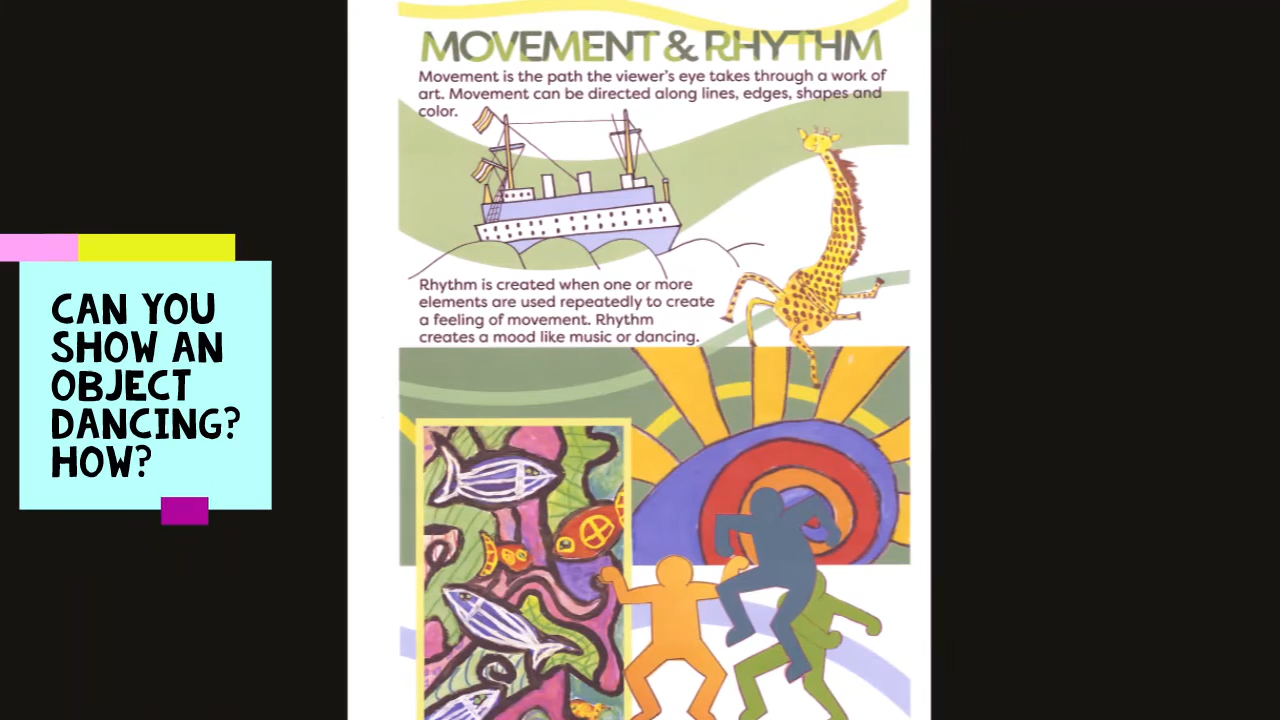 MOVEMENT & RHYTHM
Movement is the path the viewer's eye takes through a work of
art. Movement can be directed along lines, edges, shapes and
color.
Rhythm is created when one or more
elements are used repeatedly to create
a feeling of movement. Rhythm
creates a mood like music or dancing.
CAN YOU
SHOW AN
OBJECT
DANCING?
HOW?